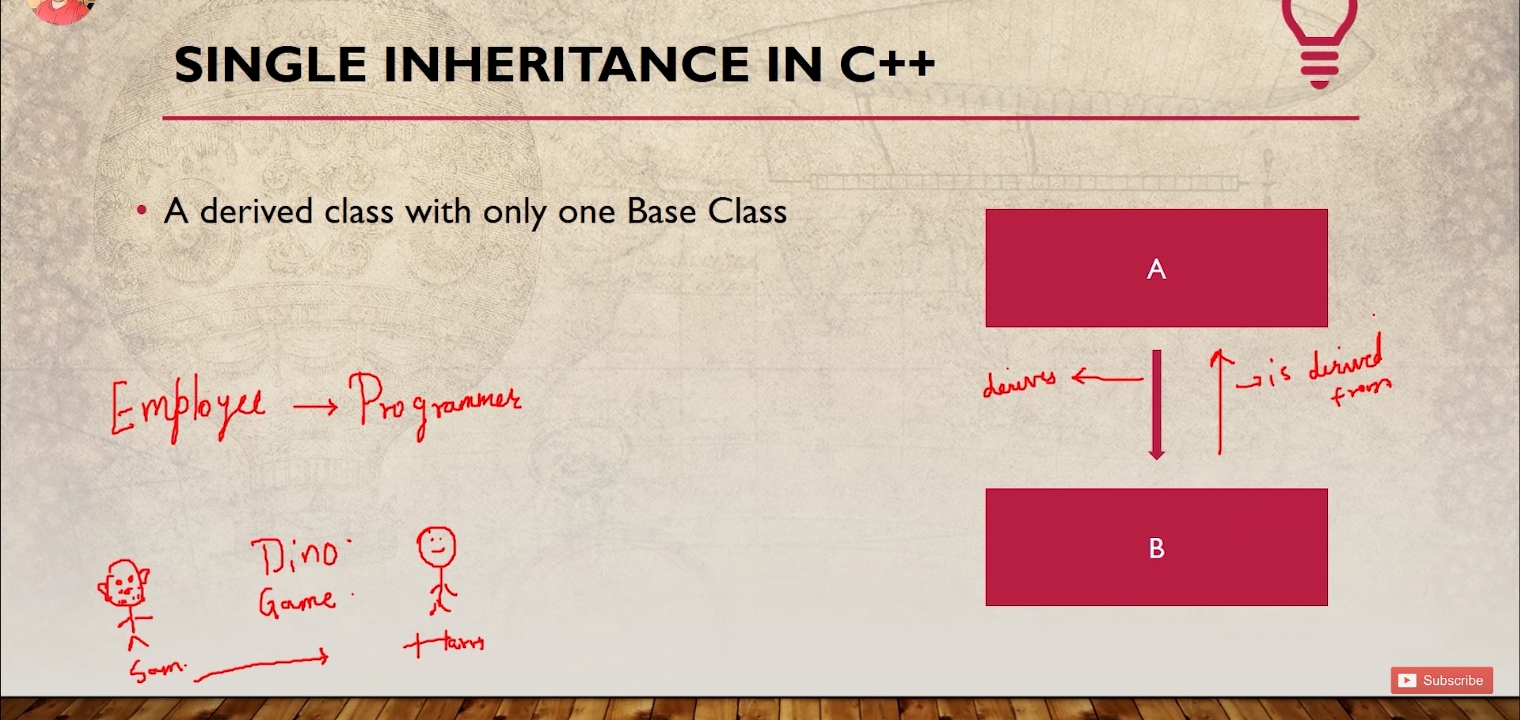 SINGLE INHERITANCE IN C++
• A derived class with only one Base Class
A
derives ← → is derived
from
Employee → Programmer
B
Dino
Game
Sam
Subscribe